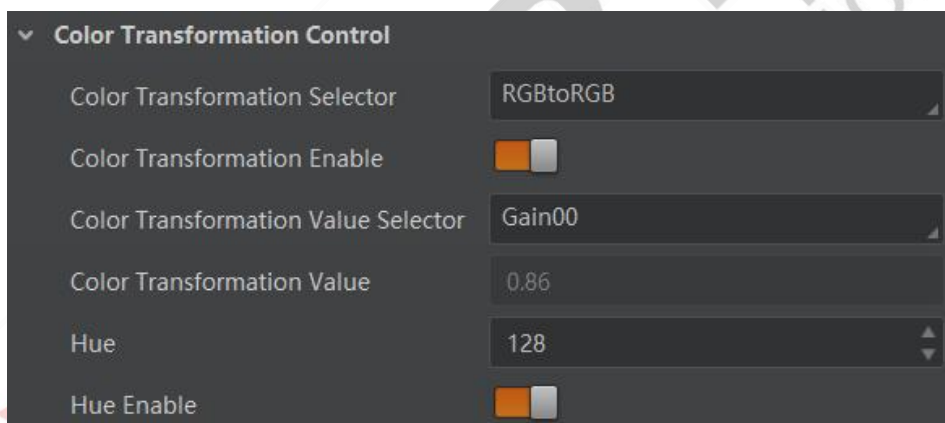 Color Transformation Control
Color Transformation Selector RGBtoRGB
Color Transformation Enable
Color Transformation Value Selector Gain00
Color Transformation Value 0.86
Hue 128
Hue Enable